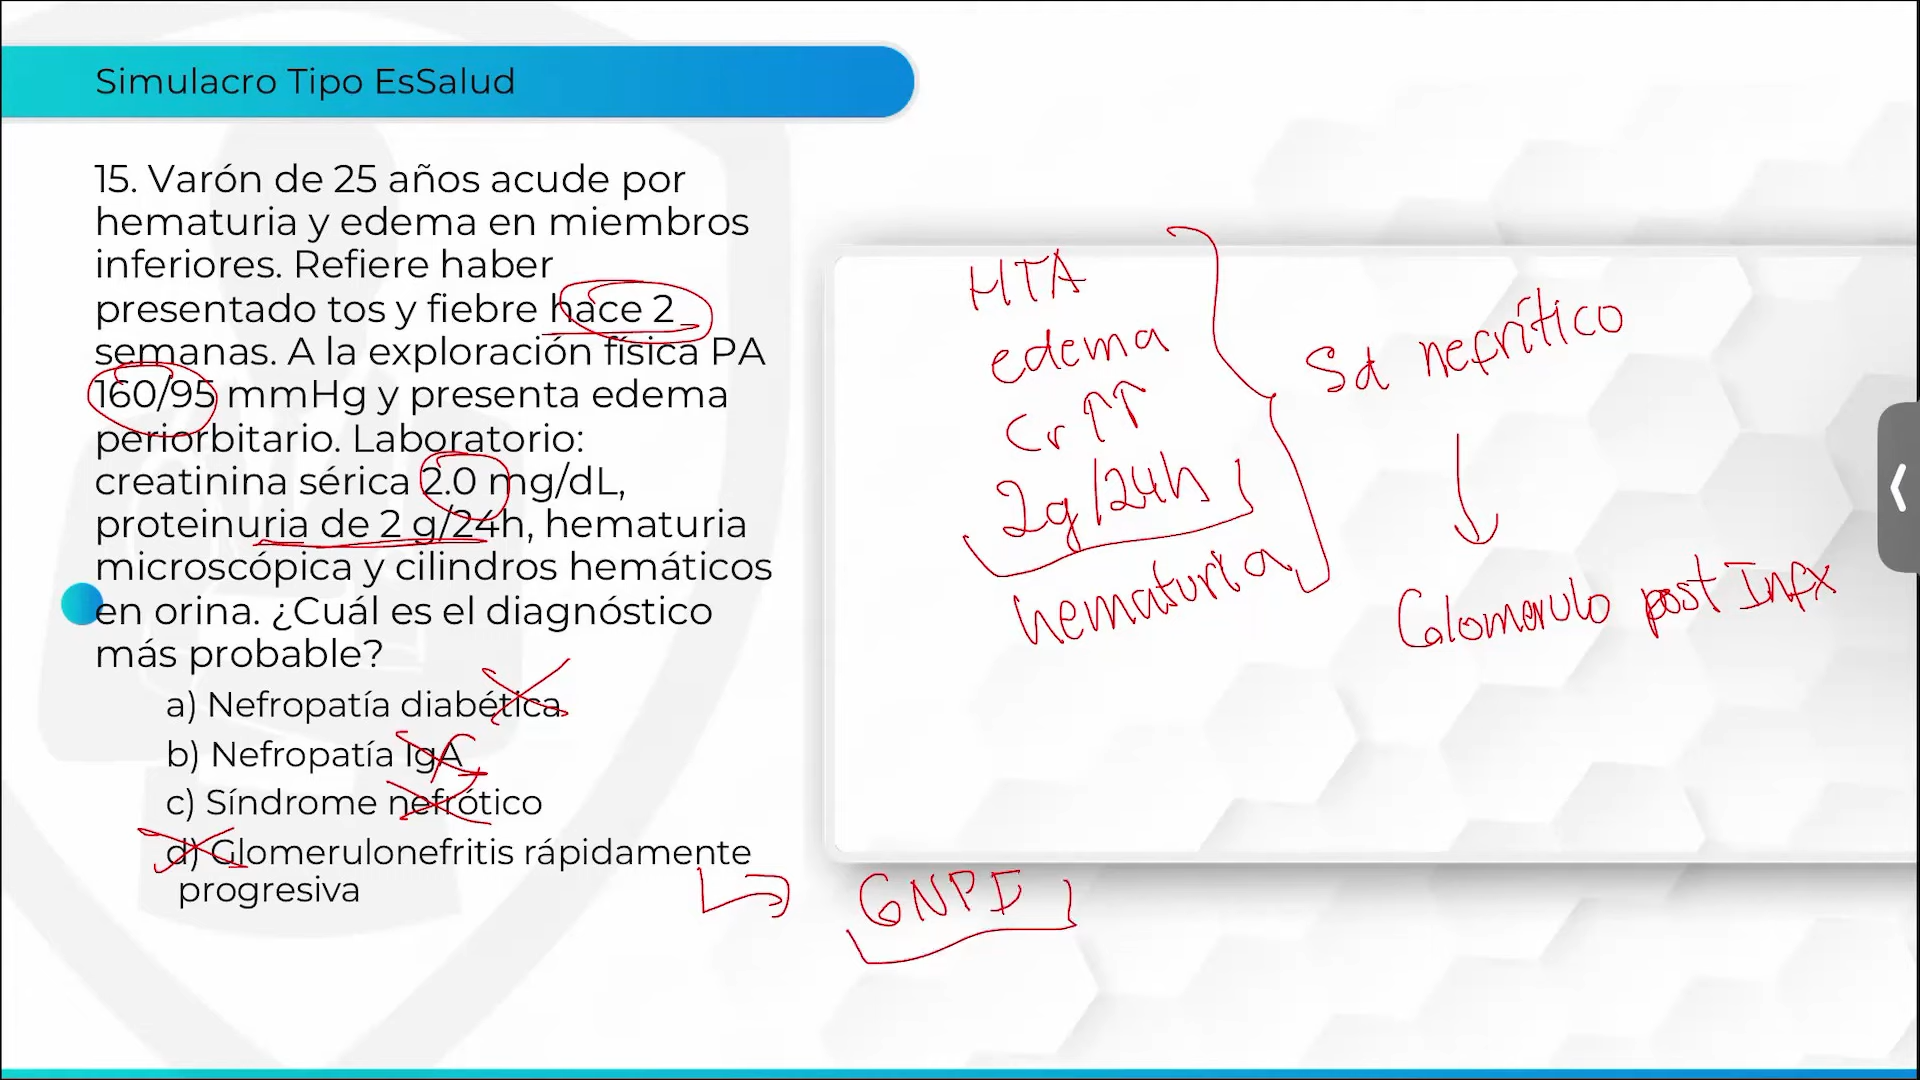 Simulacro Tipo EsSalud
15. Varón de 25 años acude por
hematuria y edema en miembros
inferiores. Refiere haber
presentado tos y fiebre hace 2
semanas. A la exploración física PA
160/95 mmHg y presenta edema
periorbitario. Laboratorio:
creatinina sérica 2.0 mg/dL,
proteinuria de 2 g/24h, hematuria
microscópica y cilindros hemáticos
en orina. ¿Cuál es el diagnóstico
más probable?
a) Nefropatía diabética
b) Nefropatía IgA
c) Síndrome nefrótico
d) Glomerulonefritis rápidamente
progresiva
HTA
edema
Cr ↑↑
2g/24h
hematuria
Sd nefrítico
Glomerulo post Infx
GNPI